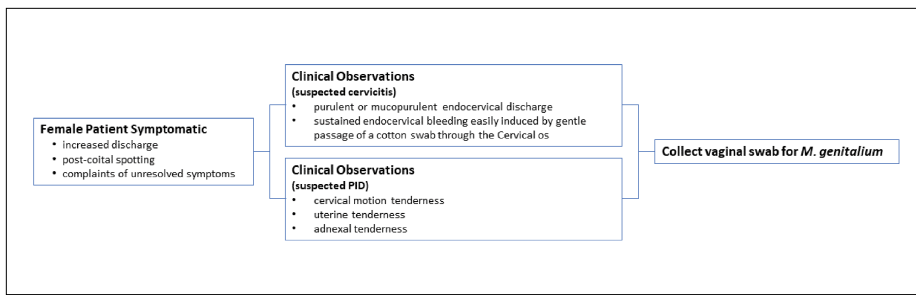 Female Patient Symptomatic
• increased discharge
• post-coital spotting
• complaints of unresolved symptoms
Clinical Observations
(suspected cervicitis)
• purulent or mucopurulent endocervical discharge
• sustained endocervical bleeding easily induced by gentle
passage of a cotton swab through the Cervical os
Clinical Observations
(suspected PID)
• cervical motion tenderness
• uterine tenderness
• adnexal tenderness
Collect vaginal swab for M. genitalium